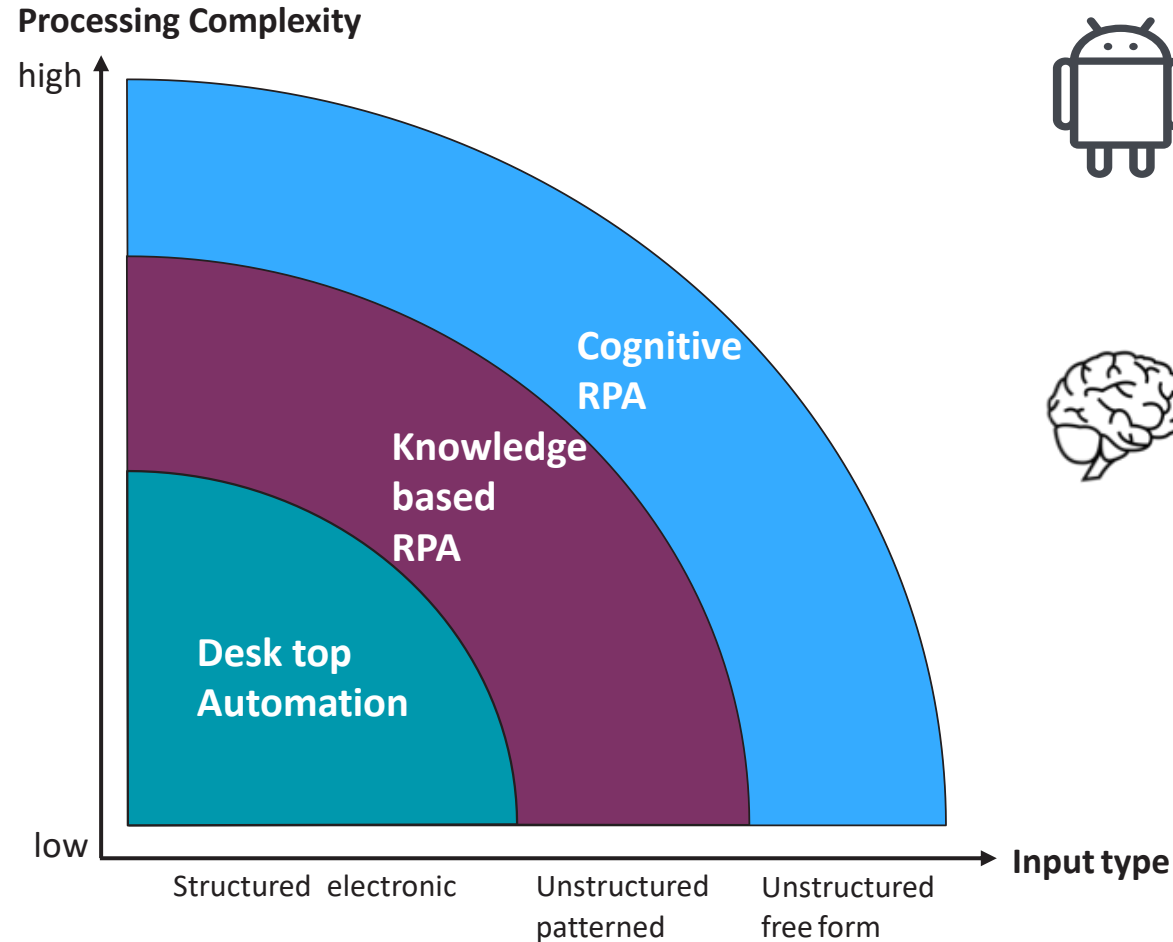 Processing Complexity
high
Cognitive
RPA
Knowledge
based
RPA
Desk top
Automation
low
Input type
Structured electronic
Unstructured
patterned
Unstructured
free form